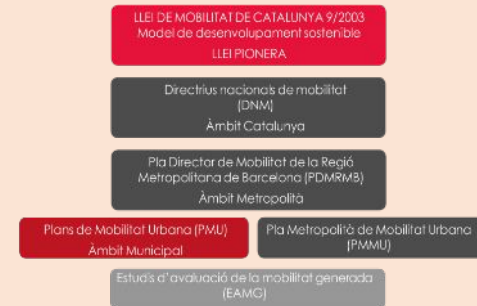 LLEI DE MOBILITAT DE CATALUNYA 9/2003
Model de desenvolupament sostenible
LLEI PIONERA
Directrius nacionals de mobilitat
(DNM)
Àmbit Catalunya
Pla Director de Mobilitat de la Regió
Metropolitana de Barcelona (PDMRMB)
Àmbit Metropolità
Plans de Mobilitat Urbana (PMU)
Àmbit Municipal
Pla Metropolità de Mobilitat Urbana
(PMMU)
Estudis d'avaluació de la mobilitat generada
(EAMG)